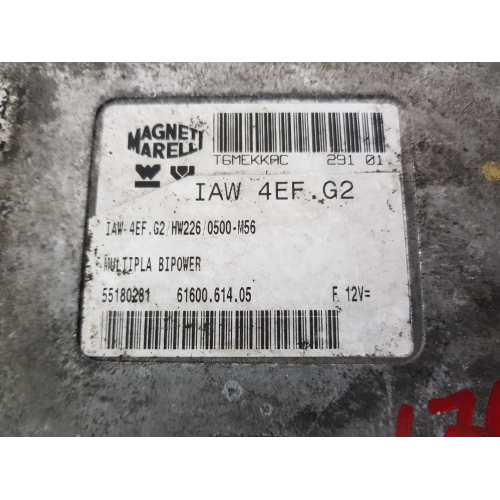 MAGNETI
MARELLI
T6MEKKAC 291 01
IAW 4EF.G2
IAW-4EF.G2/HW226/0500-M56
MULTIPLA BIPOWER
55180281 61600.614.05 F 12V=